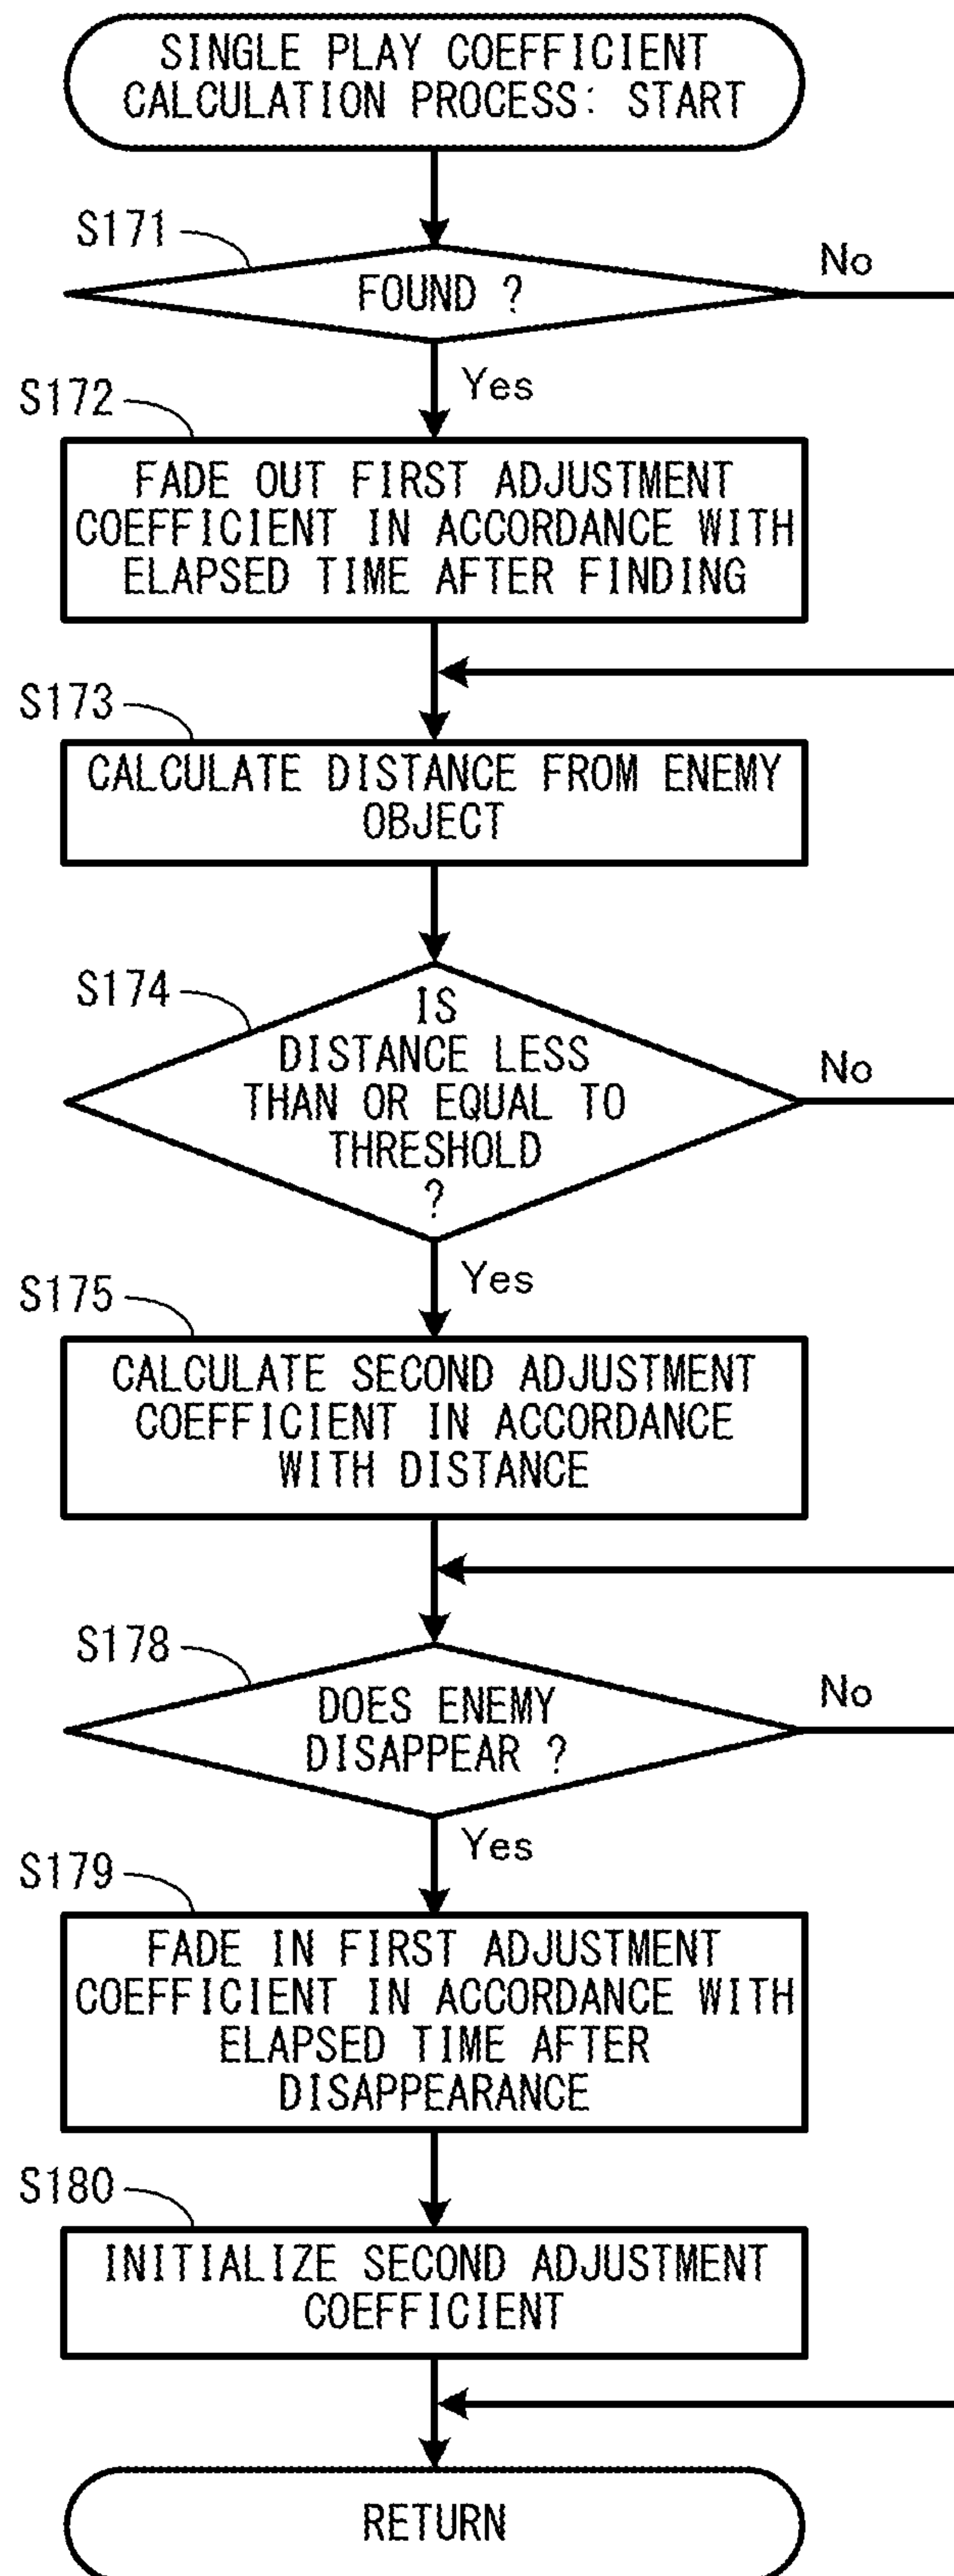 SINGLE PLAY COEFFICIENT
CALCULATION PROCESS: START
S171
FOUND ?
No
Yes
S172
FADE OUT FIRST ADJUSTMENT
COEFFICIENT IN ACCORDANCE WITH
ELAPSED TIME AFTER FINDING
S173
CALCULATE DISTANCE FROM ENEMY
OBJECT
S174
IS
DISTANCE LESS
THAN OR EQUAL TO
THRESHOLD
?
No
Yes
S175
CALCULATE SECOND ADJUSTMENT
COEFFICIENT IN ACCORDANCE
WITH DISTANCE
S178
DOES ENEMY
DISAPPEAR ?
No
Yes
S179
FADE IN FIRST ADJUSTMENT
COEFFICIENT IN ACCORDANCE WITH
ELAPSED TIME AFTER
DISAPPEARANCE
S180
INITIALIZE SECOND ADJUSTMENT
COEFFICIENT
RETURN